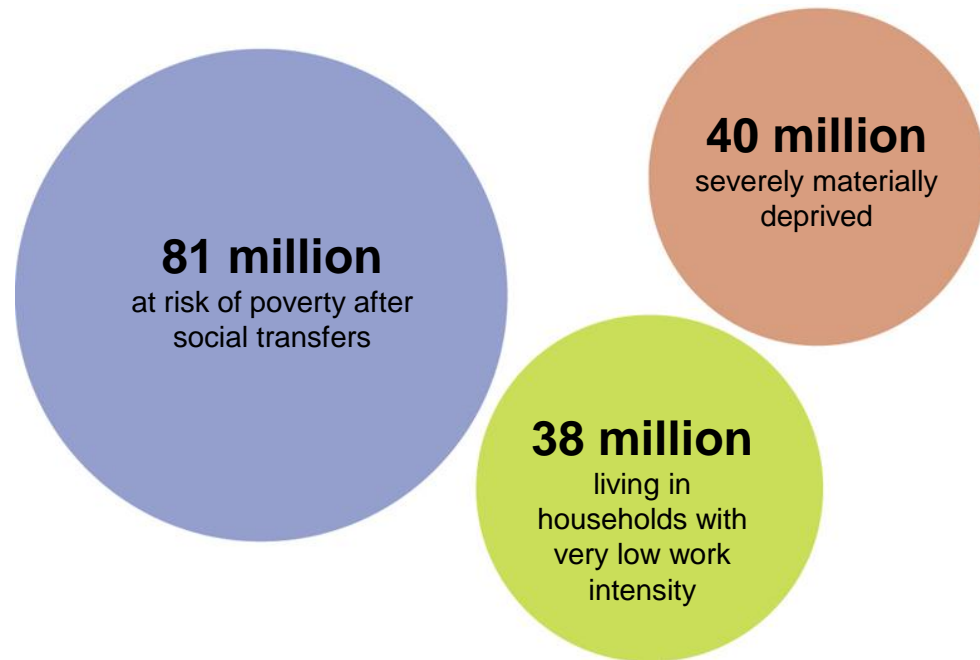 81 million
at risk of poverty after
social transfers
40 million
severely materially
deprived
38 million
living in
households with
very low work
intensity